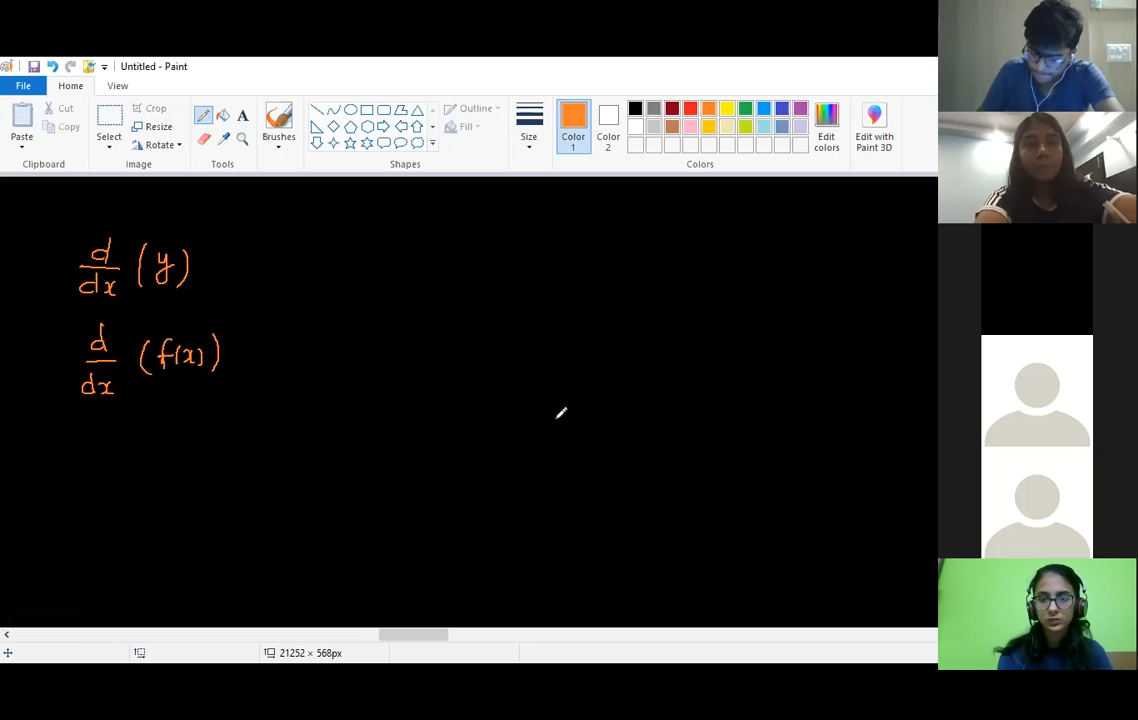 Untitled - Paint
File Home View
Paste
Cut
Copy
Clipboard
Select
Crop
Resize
Rotate
Image
A
Tools
Brushes
Shapes
Outline
Fill
Size
Color 1
Color 2
Edit colors
Colors
Edit with Paint 3D
d/dx (y)
d/dx (f(x))
21252 × 568px